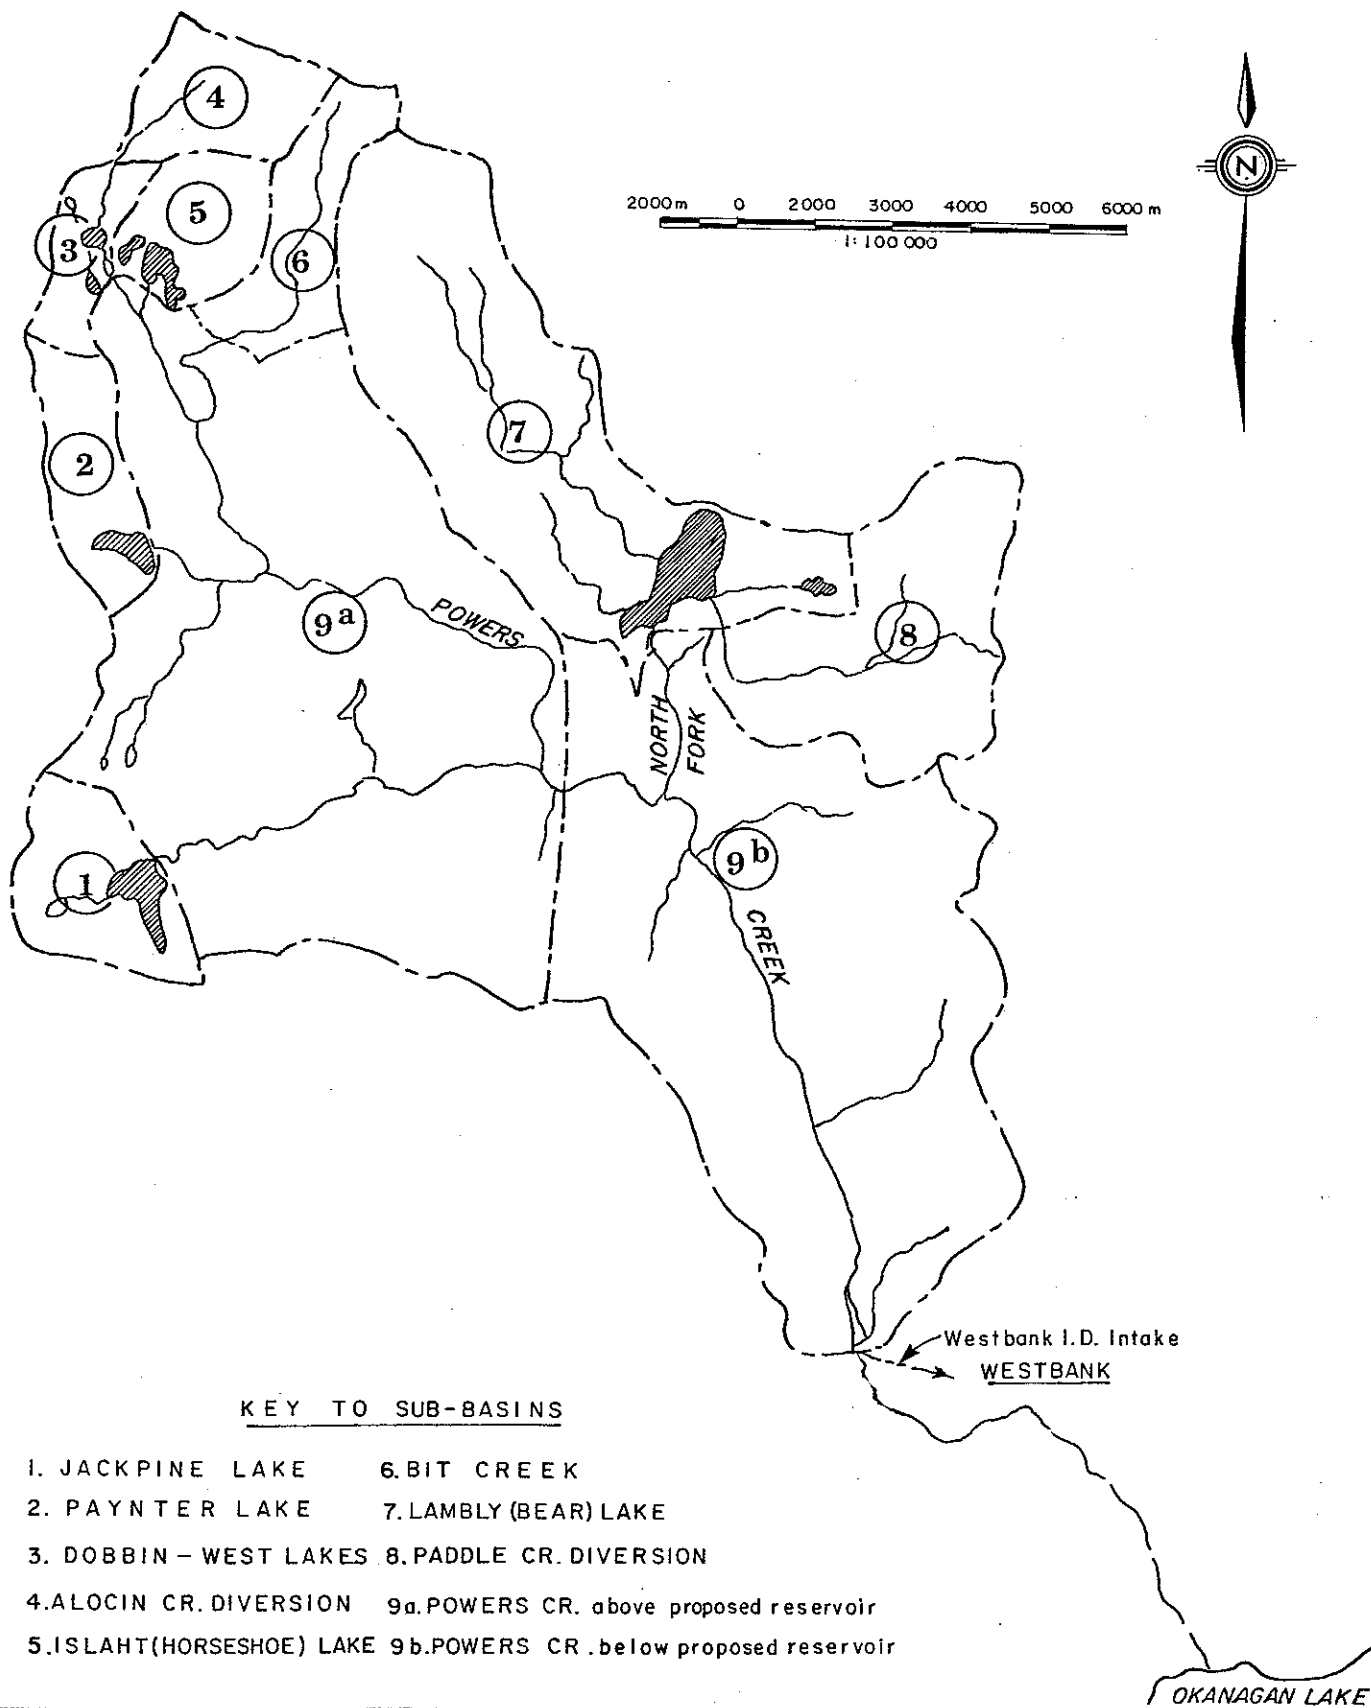 4
5
3
6
2000 m 0 2000 3000 4000 5000 6000 m
1: 100 000
N
7
2
9a
POWERS
8
NORTH
FORK
1
9b
CREEK
Westbank I.D. Intake
WESTBANK
KEY TO SUB-BASINS
1. JACKPINE LAKE
2. PAYNTER LAKE
3. DOBBIN - WEST LAKES
4. ALOCIN CR. DIVERSION
5. ISLAHT (HORSESHOE) LAKE
6. BIT CREEK
7. LAMBLY (BEAR) LAKE
8. PADDLE CR. DIVERSION
9a. POWERS CR. above proposed reservoir
9b. POWERS CR. below proposed reservoir
OKANAGAN LAKE